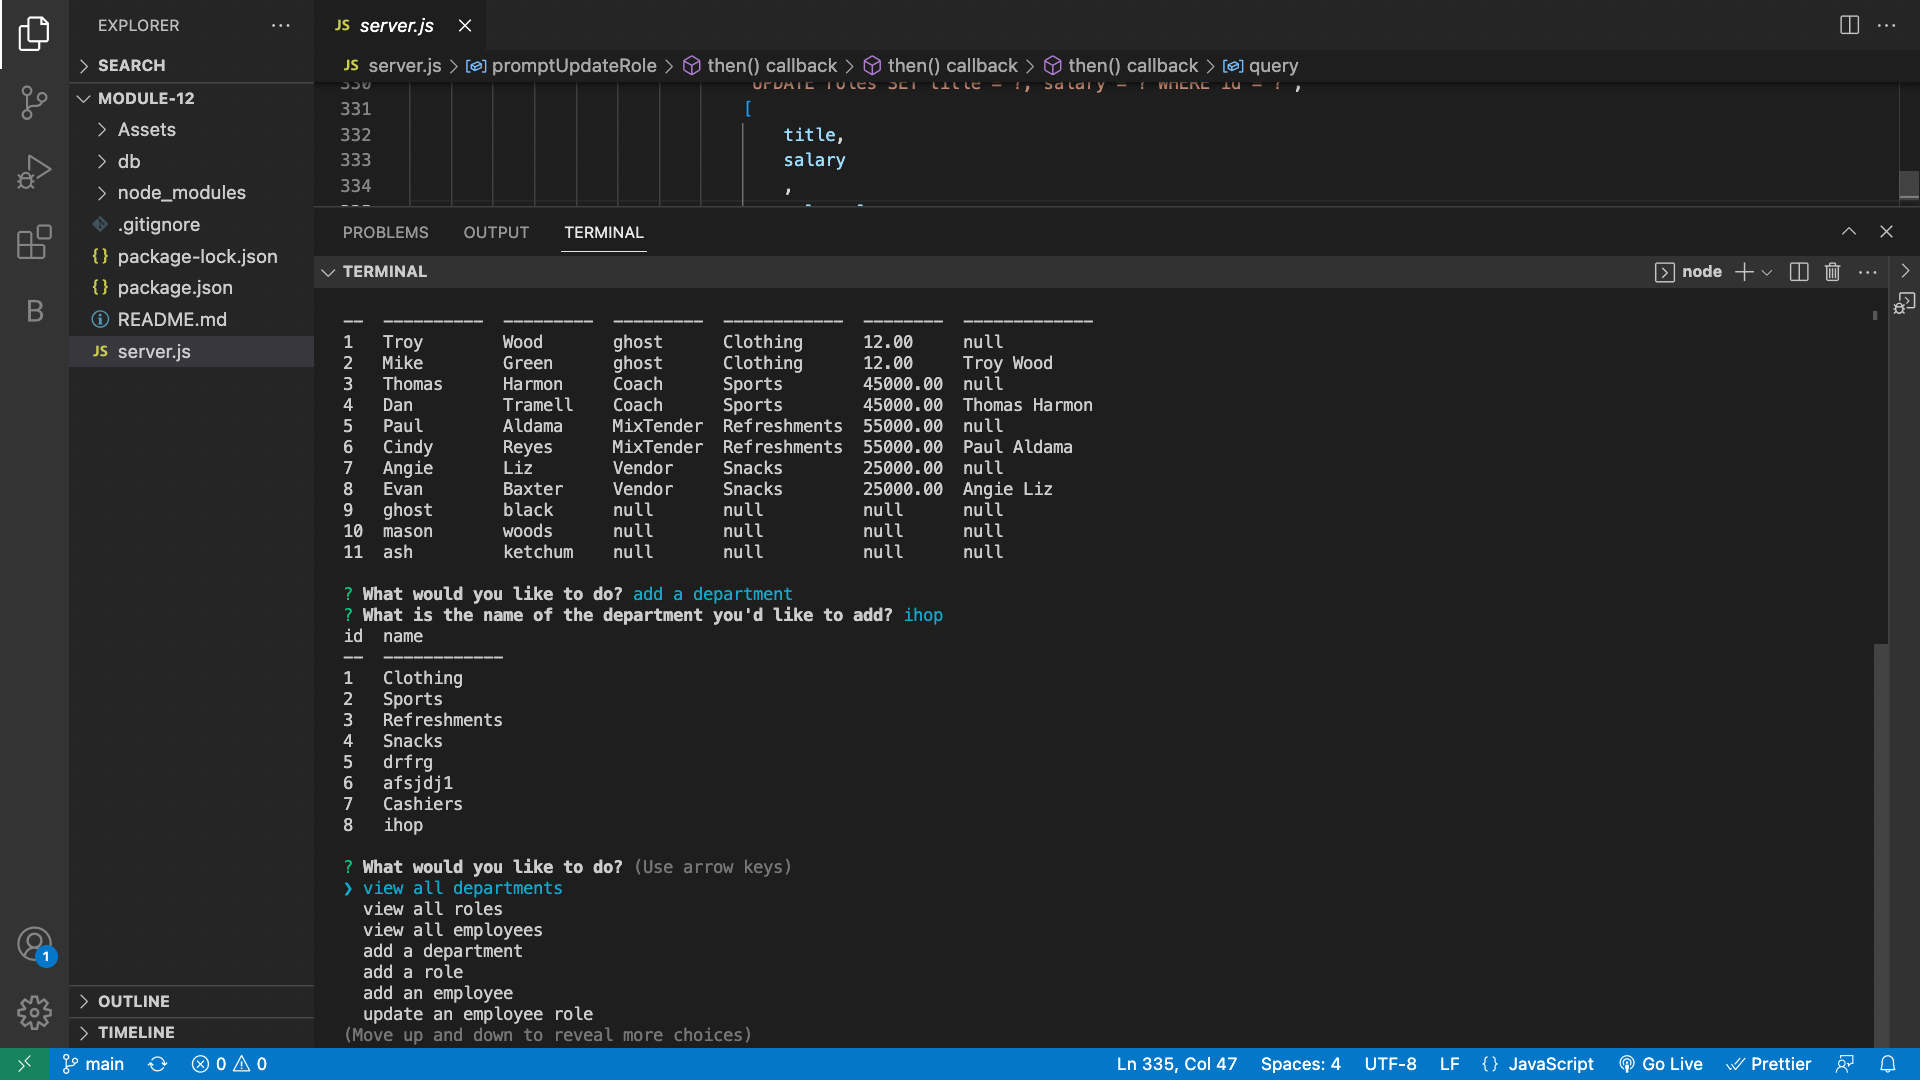 EXPLORER
SEARCH
MODULE-12
Assets
db
node_modules
.gitignore
package-lock.json
package.json
README.md
JS server.js
OUTLINE
TIMELINE
1
B
JS server.js
JS server.js > promptUpdateRole > then() callback > then() callback > then() callback > query
330 UPDATE roles SET title = ?, salary = ? WHERE id = ? ,
331 [
332 title,
333 salary
334 ,
PROBLEMS OUTPUT TERMINAL
TERMINAL
node
-- ---------- --------- --------- ------------ -------- -------------
1 Troy Wood ghost Clothing 12.00 null
2 Mike Green ghost Clothing 12.00 Troy Wood
3 Thomas Harmon Coach Sports 45000.00 null
4 Dan Tramell Coach Sports 45000.00 Thomas Harmon
5 Paul Aldama MixTender Refreshments 55000.00 null
6 Cindy Reyes MixTender Refreshments 55000.00 Paul Aldama
7 Angie Liz Vendor Snacks 25000.00 null
8 Evan Baxter Vendor Snacks 25000.00 Angie Liz
9 ghost black null null null null
10 mason woods null null null null
11 ash ketchum null null null null
? What would you like to do? add a department
? What is the name of the department you'd like to add? ihop
id name
-- ------------
1 Clothing
2 Sports
3 Refreshments
4 Snacks
5 drfrg
6 afsjdj1
7 Cashiers
8 ihop
? What would you like to do? (Use arrow keys)
❯ view all departments
view all roles
view all employees
add a department
add a role
add an employee
update an employee role
(Move up and down to reveal more choices)
main 0 0 Ln 335, Col 47 Spaces: 4 UTF-8 LF {} JavaScript Go Live Prettier